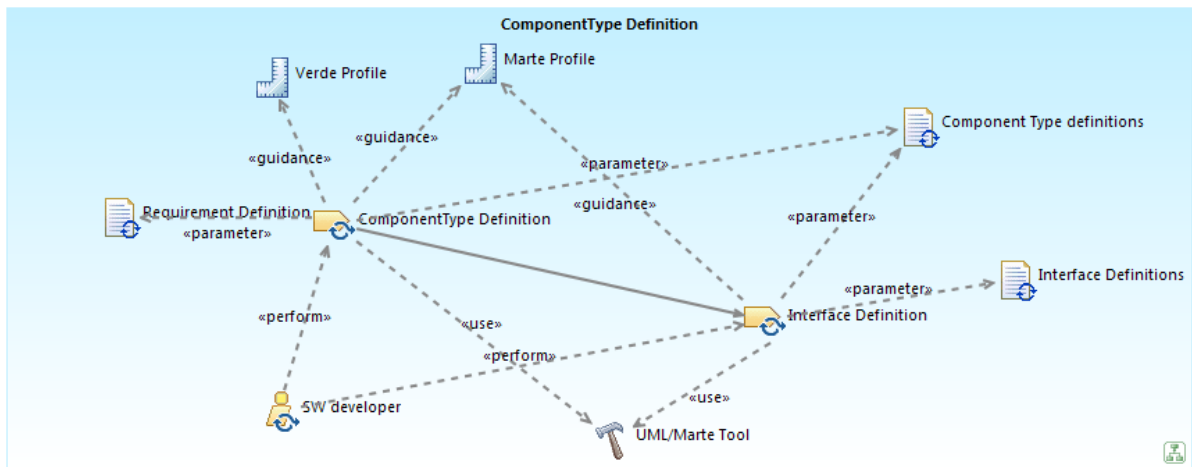 ComponentType Definition
Verde Profile
Marte Profile
Component Type definitions
«guidance»
«guidance»
«parameter»
«guidance»
Requirement Definition
«parameter»
ComponentType Definition
«parameter»
Interface Definitions
«parameter»
Interface Definition
«perform»
«use»
«perform»
«use»
SW developer
UML/Marte Tool